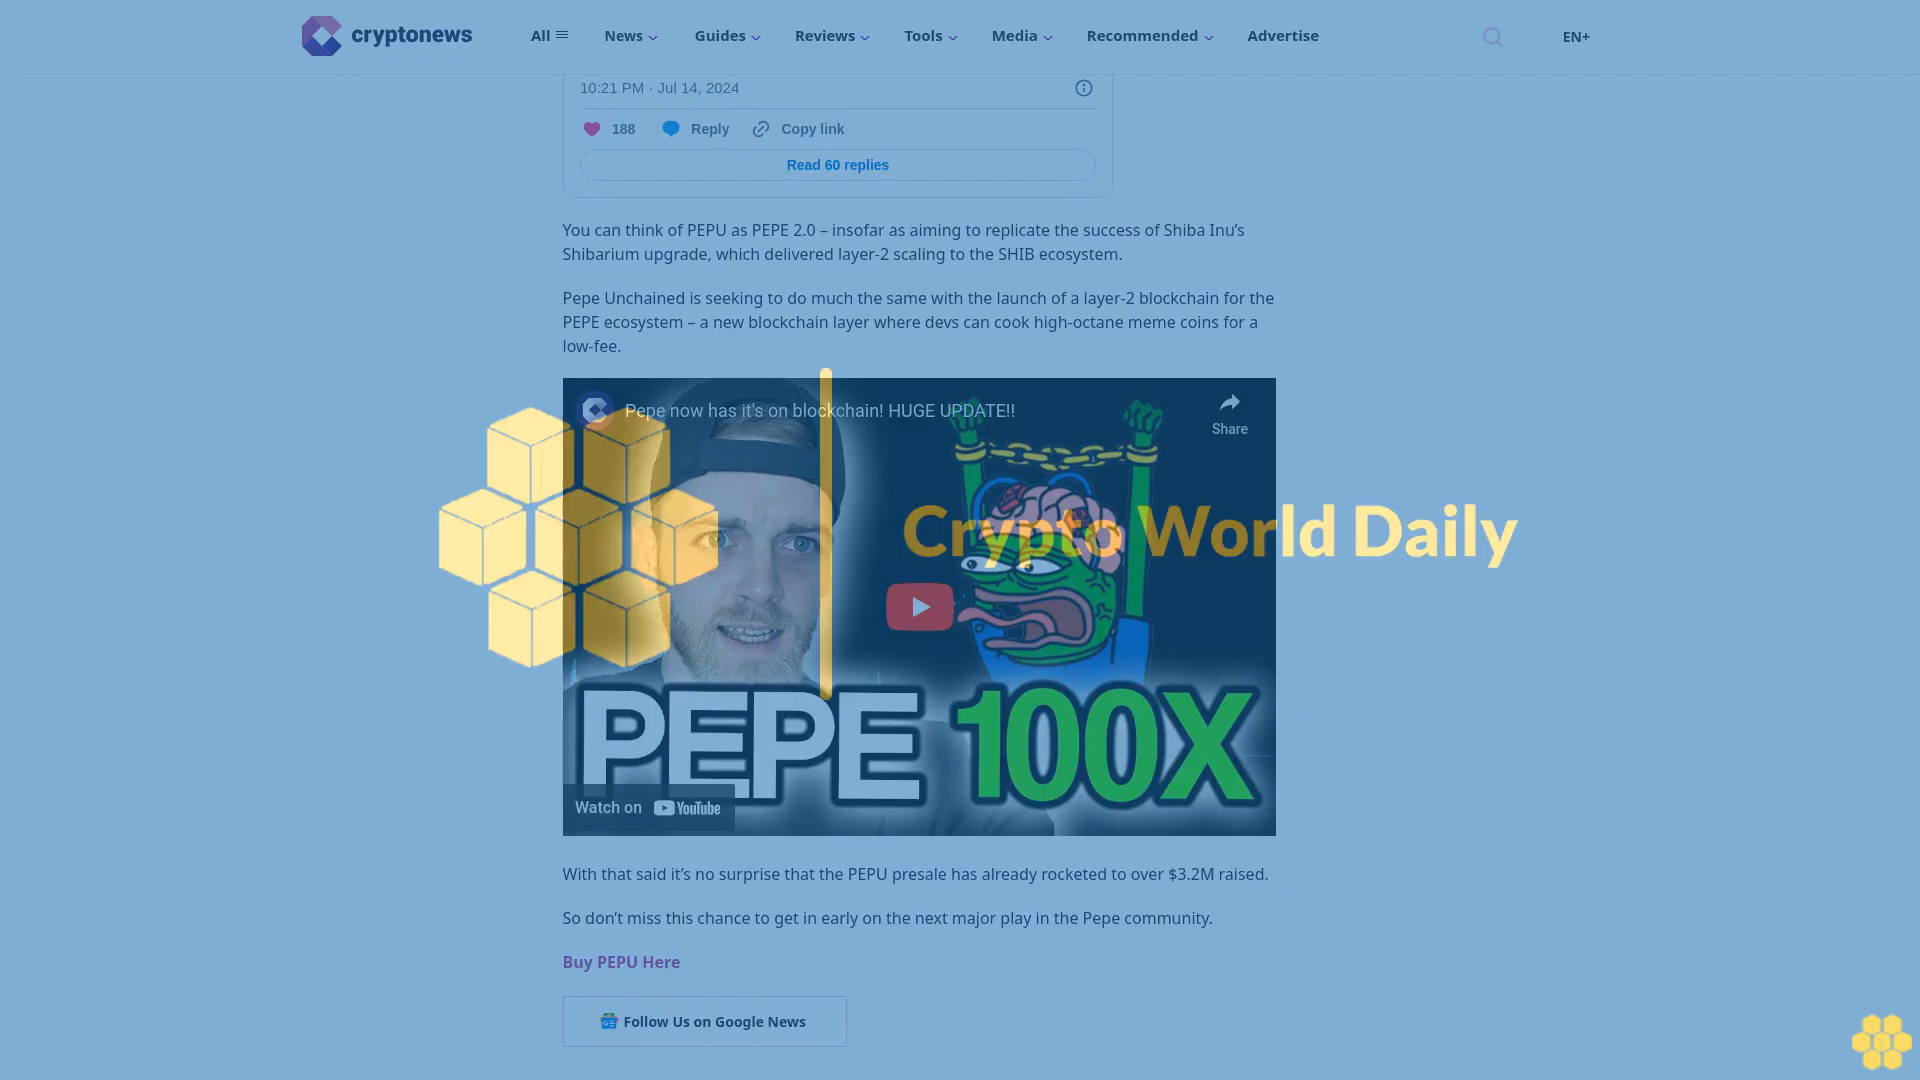 cryptonews
All
News
Guides
Reviews
Tools
Media
Recommended
Advertise
EN+
10:21 PM · Jul 14, 2024
188
Reply
Copy link
Read 60 replies
You can think of PEPU as PEPE 2.0 – insofar as aiming to replicate the success of Shiba Inu’s
Shibarium upgrade, which delivered layer-2 scaling to the SHIB ecosystem.
Pepe Unchained is seeking to do much the same with the launch of a layer-2 blockchain for the
PEPE ecosystem – a new blockchain layer where devs can cook high-octane meme coins for a
low-fee.
Pepe now has it's on blockchain! HUGE UPDATE!!
Share
Crypto World Daily
PEPE 100X
Watch on YouTube
With that said it’s no surprise that the PEPU presale has already rocketed to over $3.2M raised.
So don’t miss this chance to get in early on the next major play in the Pepe community.
Buy PEPU Here
Follow Us on Google News